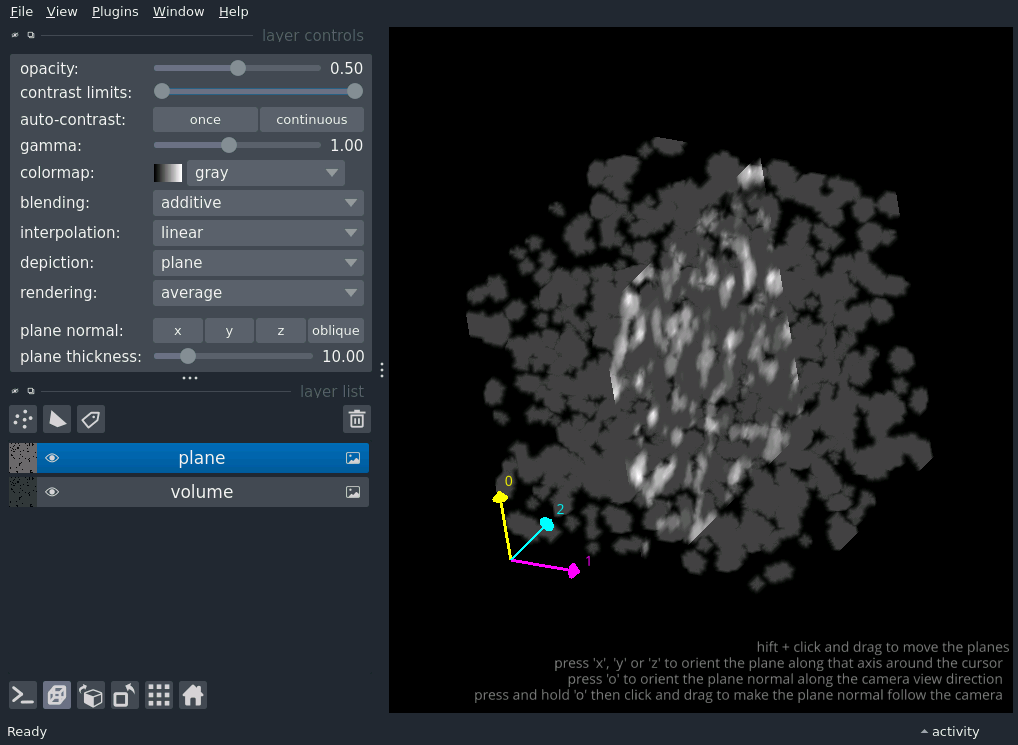 File View Plugins Window Help
layer controls
opacity: 0.50
contrast limits:
auto-contrast: once continuous
gamma: 1.00
colormap: gray
blending: additive
interpolation: linear
depiction: plane
rendering: average
plane normal: x y z oblique
plane thickness: 10.00
layer list
plane
volume
0
2
1
hift + click and drag to move the planes
press 'x', 'y' or 'z' to orient the plane along that axis around the cursor
press 'o' to orient the plane normal along the camera view direction
press and hold 'o' then click and drag to make the plane normal follow the camera
Ready activity